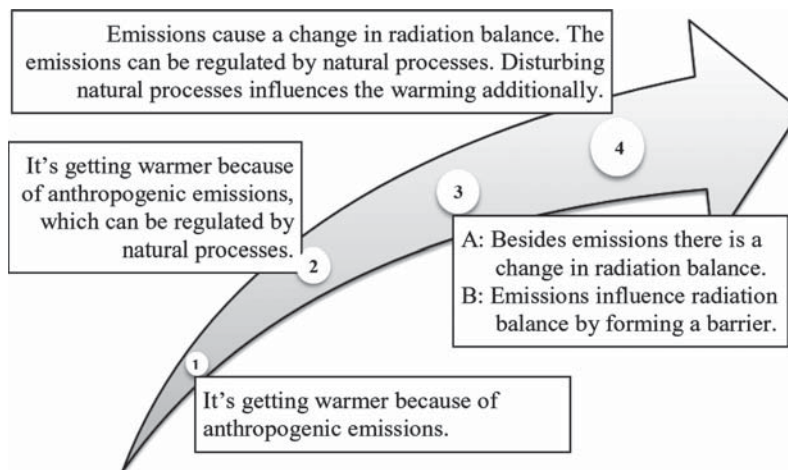 Emissions cause a change in radiation balance. The
emissions can be regulated by natural processes. Disturbing
natural processes influences the warming additionally.
4
It's getting warmer because
of anthropogenic emissions,
which can be regulated by
natural processes.
3
A: Besides emissions there is a
change in radiation balance.
B: Emissions influence radiation
balance by forming a barrier.
2
1
It's getting warmer because of
anthropogenic emissions.